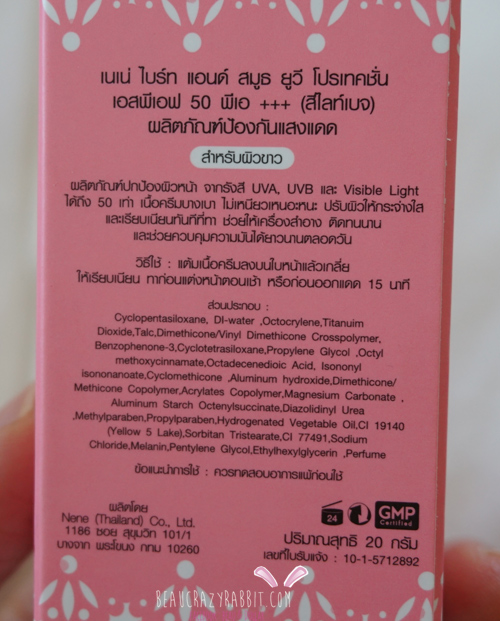 เนเน่ ไบร์ท แอนด์ สมูธ ยูวี โปรเทคชั่น
เอสพีเอฟ 50 พีเอ +++ (สีไลท์เบจ)
ผลิตภัณฑ์ป้องกันแสงแดด
สำหรับผิวขาว
ผลิตภัณฑ์ปกป้องผิวหน้า จากรังสี UVA, UVB และ Visible Light
ได้ถึง 50 เท่า เนื้อครีมบางเบา ไม่เหนียวเหนอะหนะ ปรับผิวให้กระจ่างใส
และเรียบเนียนทันทีที่ทา ช่วยให้เครื่องสำอาง ติดทนนาน
และช่วยควบคุมความมันได้ยาวนานตลอดวัน
วิธีใช้ : แต้มเนื้อครีมลงบนใบหน้าแล้วเกลี่ย
ให้เรียบเนียน ทาก่อนแต่งหน้าตอนเช้า หรือก่อนออกแดด 15 นาที
ส่วนประกอบ :
Cyclopentasiloxane, DI-water ,Octocrylene,Titanuim
Dioxide,Talc,Dimethicone/Vinyl Dimethicone Crosspolymer,
Benzophenone-3,Cyclotetrasiloxane,Propylene Glycol ,Octyl
methoxycinnamate,Octadecenedioic Acid, Isononyl
isononanoate,Cyclomethicone ,Aluminum hydroxide,Dimethicone/
Methicone Copolymer,Acrylates Copolymer,Magnesium Carbonate ,
Aluminum Starch Octenylsuccinate,Diazolidinyl Urea
,Methylparaben,Propylparaben,Hydrogenated Vegetable Oil,CI 19140
(Yellow 5 Lake),Sorbitan Tristearate,CI 77491,Sodium
Chloride,Melanin,Pentylene Glycol,Ethylhexylglycerin ,Perfume
ข้อแนะนำการใช้ : ควรทดสอบอาการแพ้ก่อนใช้
ผลิตโดย
Nene (Thailand) Co., Ltd.
1186 ซอย สุขุมวิท 101/1
บางจาก พระโขนง กทม 10260
24
GMP
Certified
ปริมาณสุทธิ 20 กรัม
เลขที่ใบรับแจ้ง : 10-1-5712892
BEAUCRAZYRABBIT.COM